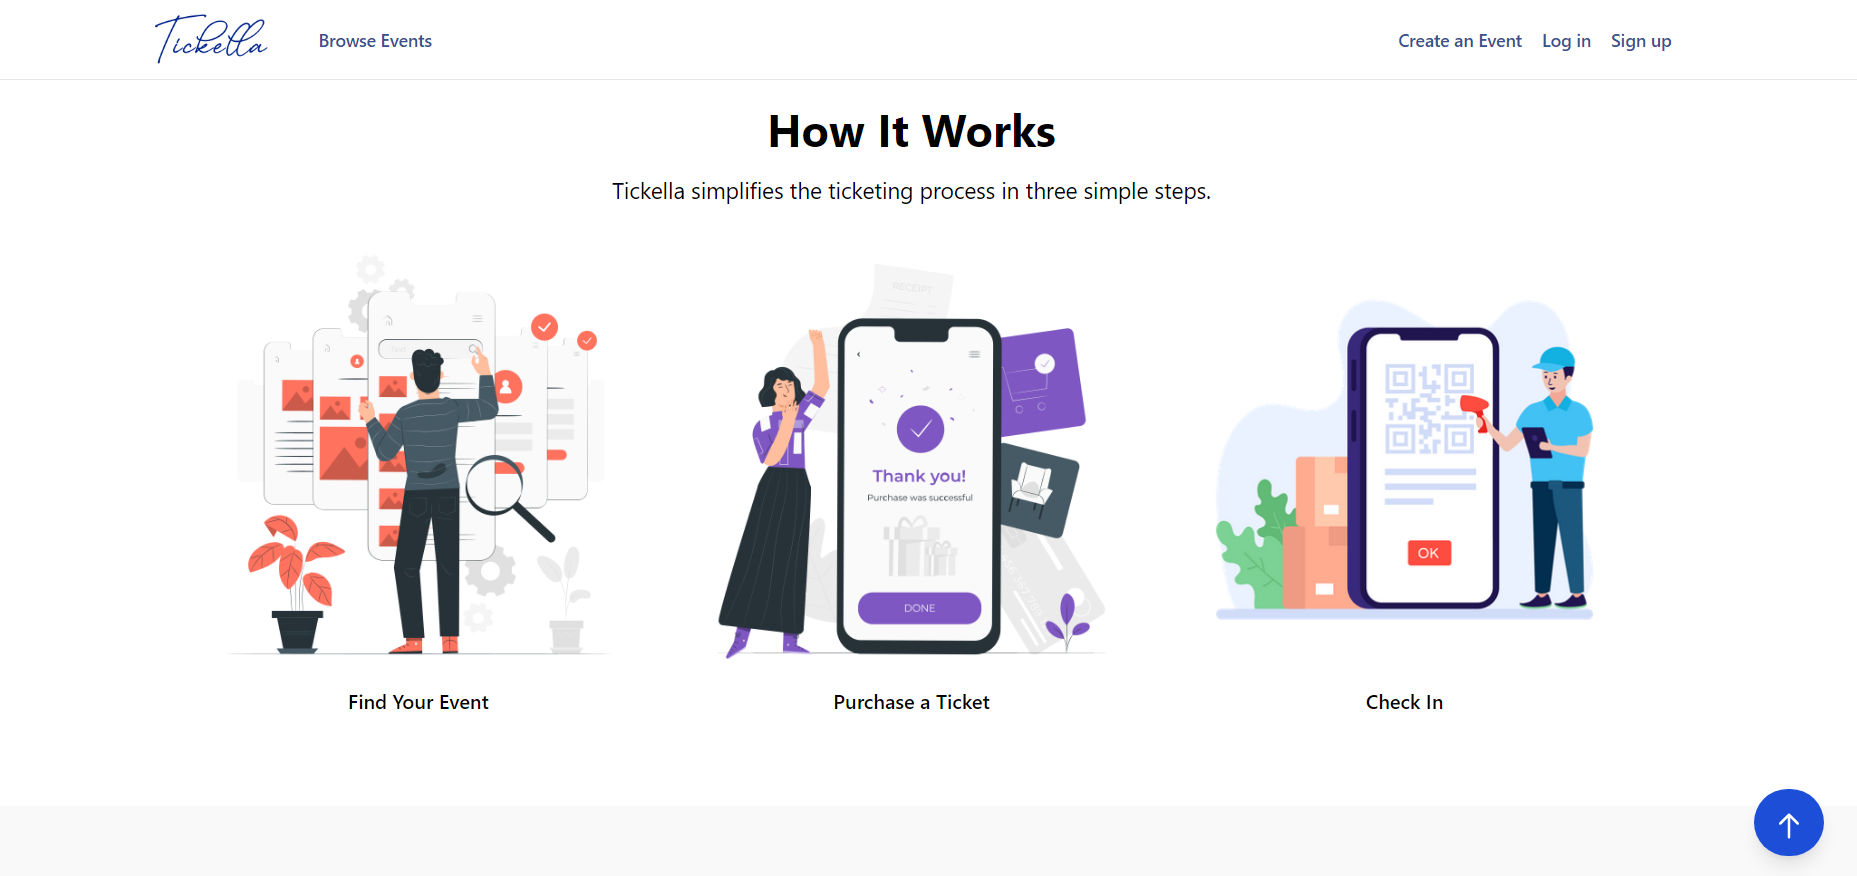 Tickella
Browse Events
Create an Event
Log in
Sign up
How It Works
Tickella simplifies the ticketing process in three simple steps.
RECEIPT
Thank you!
Purchase was successful
DONE
OK
Find Your Event
Purchase a Ticket
Check In